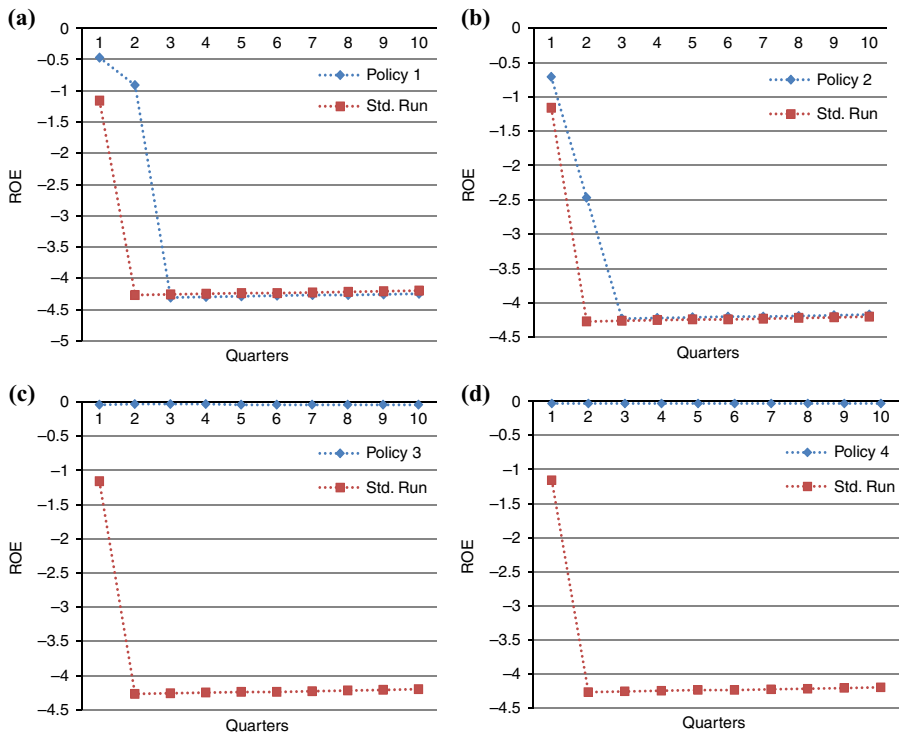 (a)
0
1 2 3 4 5 6 7 8 9 10
–0.5
–1
–1.5
–2
–2.5
–3
–3.5
–4
–4.5
–5
ROE
Policy 1
Std. Run
Quarters
(b)
0
1 2 3 4 5 6 7 8 9 10
–0.5
–1
–1.5
–2
–2.5
–3
–3.5
–4
–4.5
ROE
Policy 2
Std. Run
Quarters
(c)
0
1 2 3 4 5 6 7 8 9 10
–0.5
–1
–1.5
–2
–2.5
–3
–3.5
–4
–4.5
ROE
Policy 3
Std. Run
Quarters
(d)
0
1 2 3 4 5 6 7 8 9 10
–0.5
–1
–1.5
–2
–2.5
–3
–3.5
–4
–4.5
ROE
Policy 4
Std. Run
Quarters